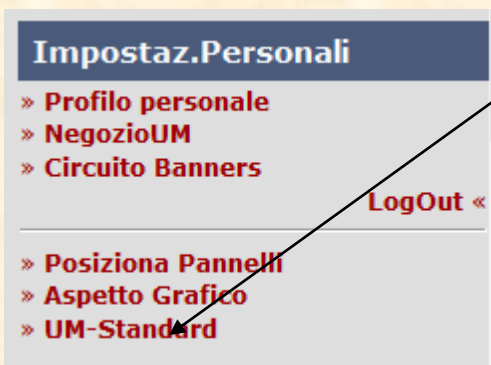 Impostaz.Personali
» Profilo personale
» NegozioUM
» Circuito Banners
LogOut «
» Posiziona Pannelli
» Aspetto Grafico
» UM-Standard